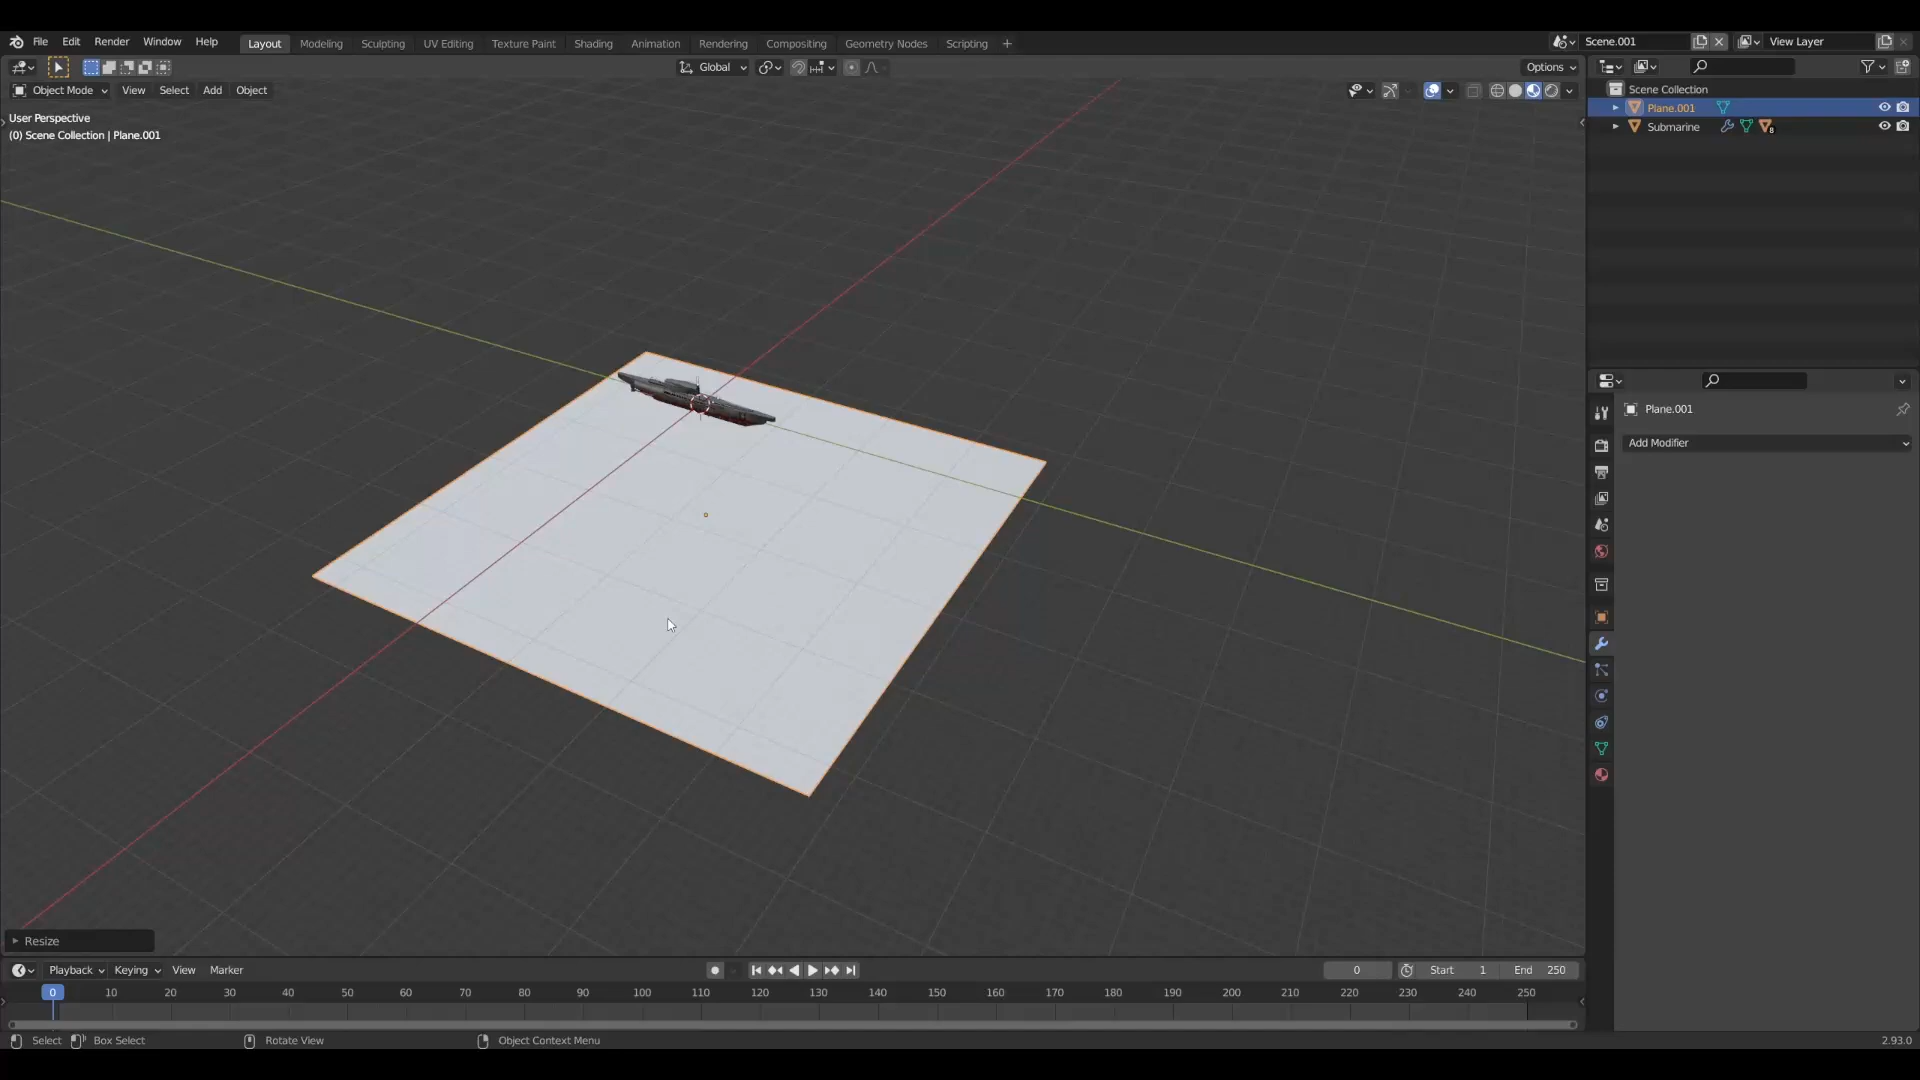 File Edit Render Window Help Layout Modeling Sculpting UV Editing Texture Paint Shading Animation Rendering Compositing Geometry Nodes Scripting + Scene.001 View Layer
Global Options
Object Mode View Select Add Object
User Perspective
(0) Scene Collection | Plane.001
Scene Collection
Plane.001
Submarine 8
Plane.001
Add Modifier
Resize
Playback Keying View Marker 0 Start 1 End 250
0 10 20 30 40 50 60 70 80 90 100 110 120 130 140 150 160 170 180 190 200 210 220 230 240 250
Select Box Select Rotate View Object Context Menu 2.93.0